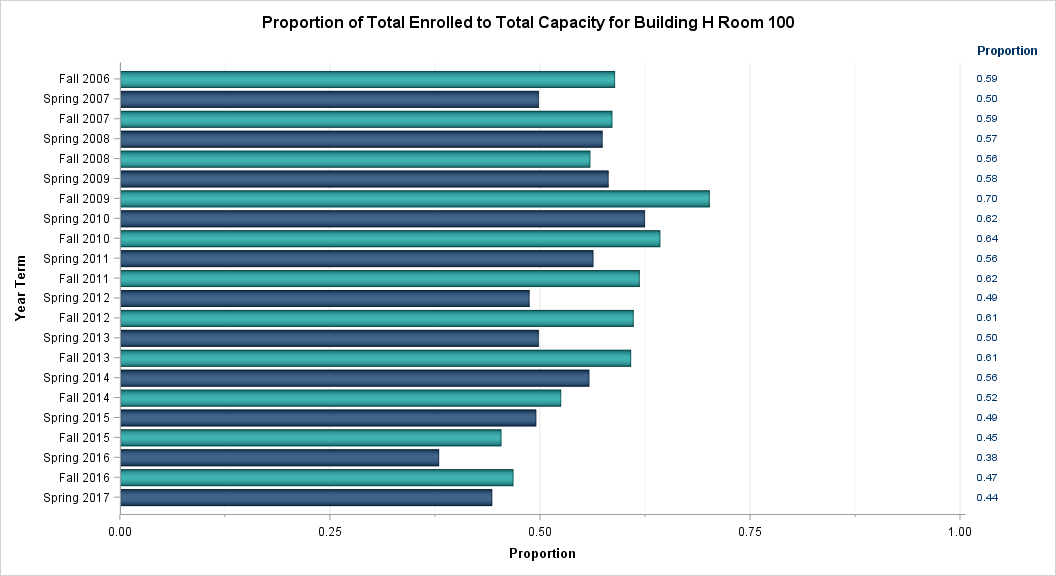 Proportion of Total Enrolled to Total Capacity for Building H Room 100
Proportion
Fall 2006 0.59
Spring 2007 0.50
Fall 2007 0.59
Spring 2008 0.57
Fall 2008 0.56
Spring 2009 0.58
Fall 2009 0.70
Spring 2010 0.62
Fall 2010 0.64
Spring 2011 0.56
Fall 2011 0.62
Spring 2012 0.49
Fall 2012 0.61
Spring 2013 0.50
Fall 2013 0.61
Spring 2014 0.56
Fall 2014 0.52
Spring 2015 0.49
Fall 2015 0.45
Spring 2016 0.38
Fall 2016 0.47
Spring 2017 0.44
Year Term
0.00 0.25 0.50 0.75 1.00
Proportion